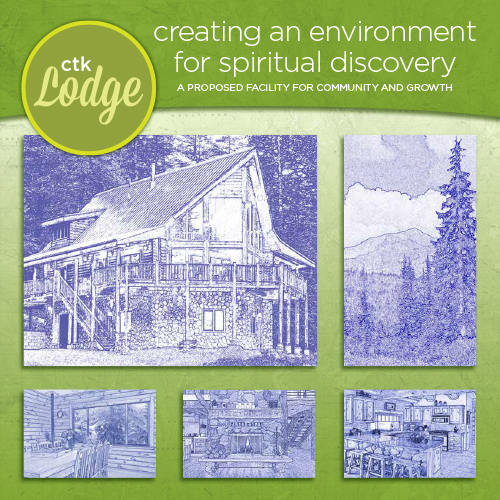 ctk
Lodge
creating an environment
for spiritual discovery
A PROPOSED FACILITY FOR COMMUNITY AND GROWTH